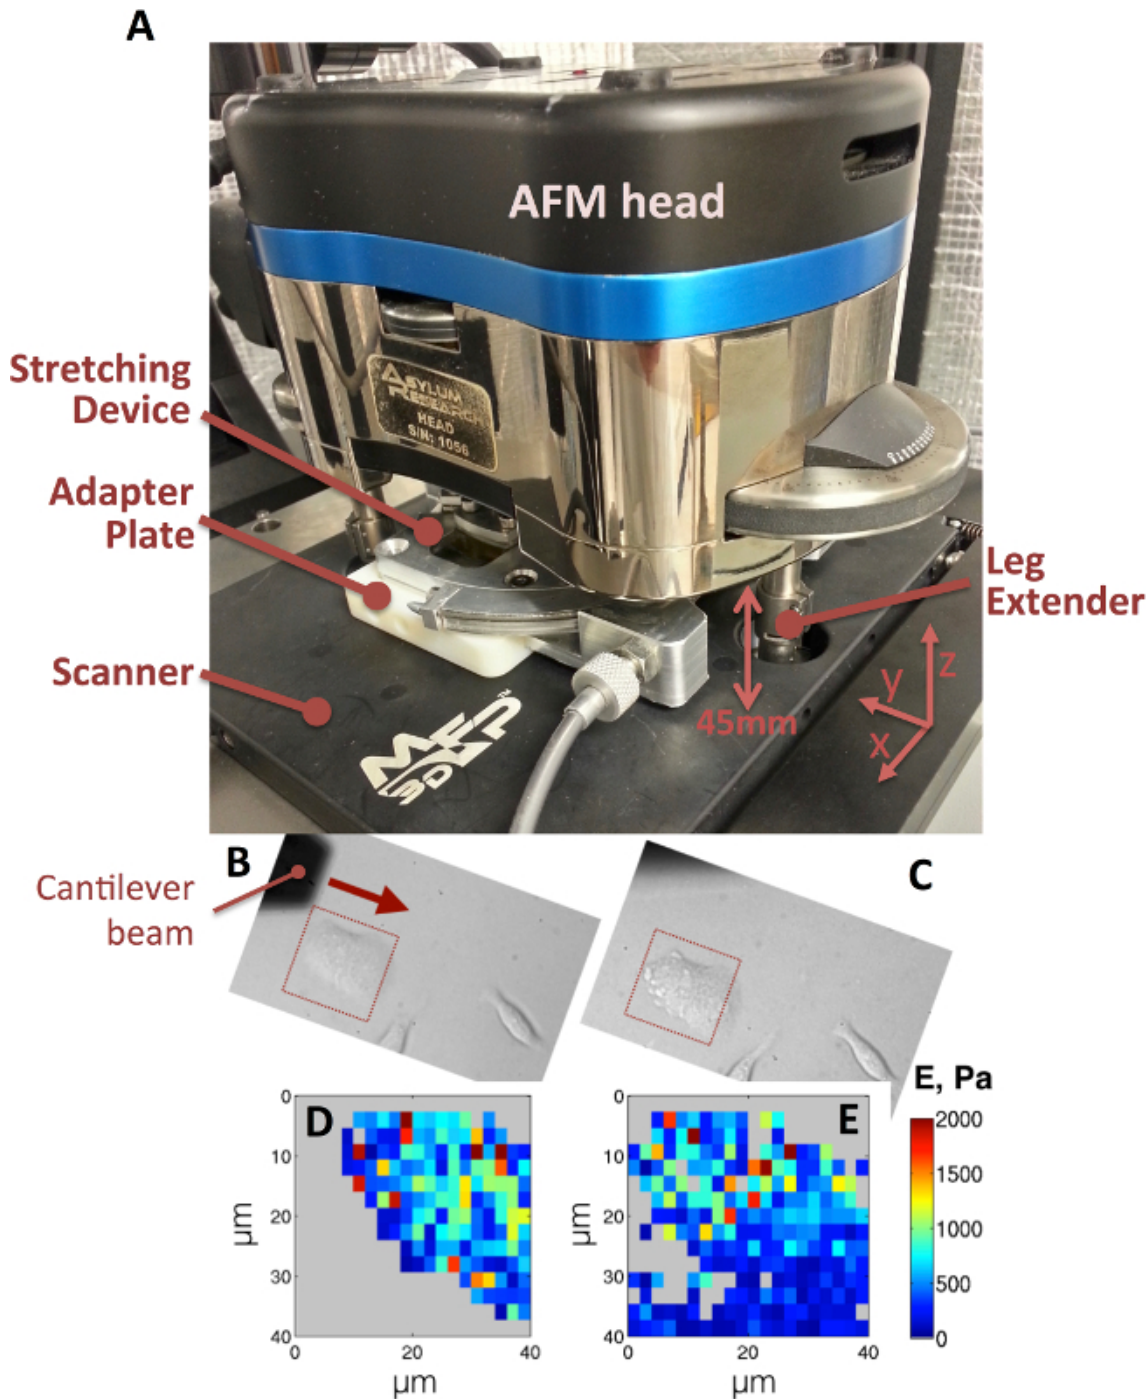 A
AFM head
Stretching
Device
ASYLUM
RESEARCH
HEAD
S/N: 1056
Adapter
Plate
Leg
Extender
Scanner
45mm
z
y
x
MFP™
3D
B
C
Cantilever
beam
E, Pa
D
E
0
10
20
30
40
µm
0
20
40
µm
0
10
20
30
40
µm
0
20
40
µm
2000
1500
1000
500
0